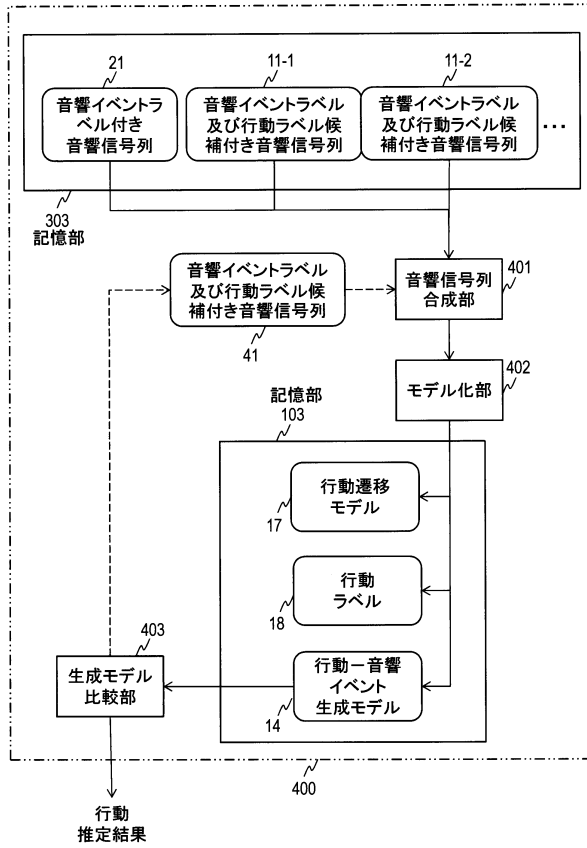 21
11-1
11-2
音響イベントラ
ベル付き
音響信号列
音響イベントラベル
及び行動ラベル候
補付き音響信号列
音響イベントラベル
及び行動ラベル候
補付き音響信号列
...
303
記憶部
音響イベントラベル
及び行動ラベル候
補付き音響信号列
41
音響信号列
合成部
401
モデル化部
402
記憶部
103
行動遷移
モデル
17
行動
ラベル
18
行動－音響
イベント
生成モデル
14
403
生成モデル
比較部
400
行動
推定結果